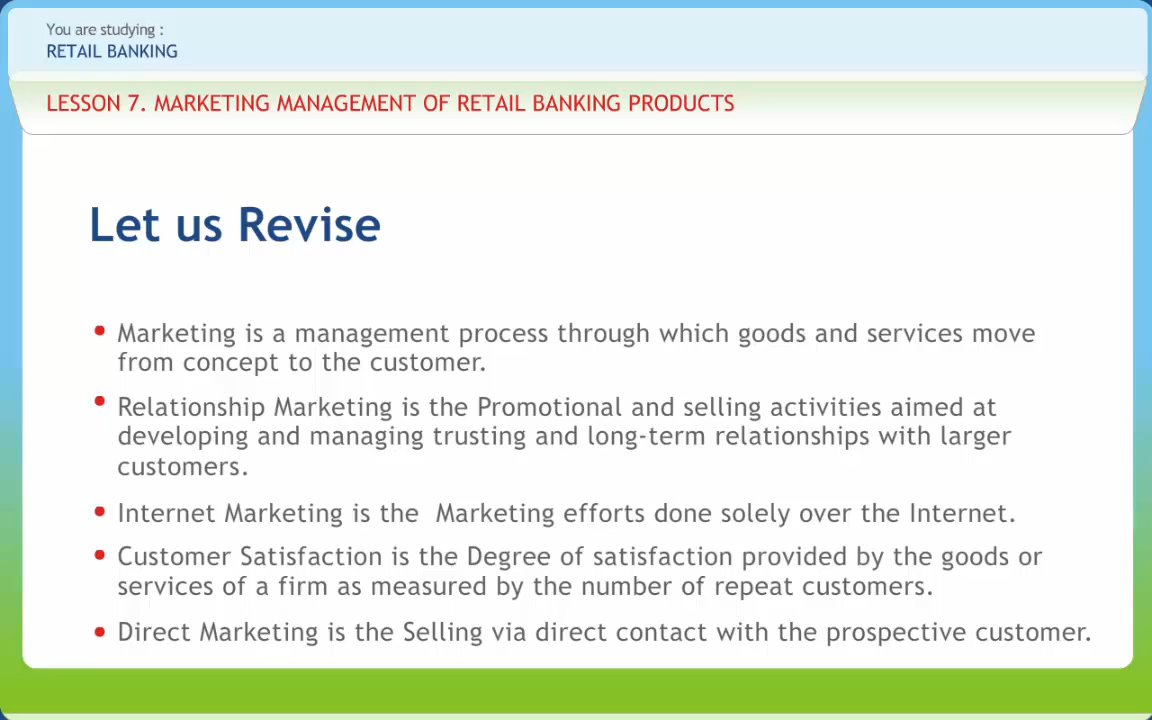 You are studying :
RETAIL BANKING
LESSON 7. MARKETING MANAGEMENT OF RETAIL BANKING PRODUCTS
Let us Revise
• Marketing is a management process through which goods and services move
from concept to the customer.
• Relationship Marketing is the Promotional and selling activities aimed at
developing and managing trusting and long-term relationships with larger
customers.
• Internet Marketing is the  Marketing efforts done solely over the Internet.
• Customer Satisfaction is the Degree of satisfaction provided by the goods or
services of a firm as measured by the number of repeat customers.
• Direct Marketing is the Selling via direct contact with the prospective customer.